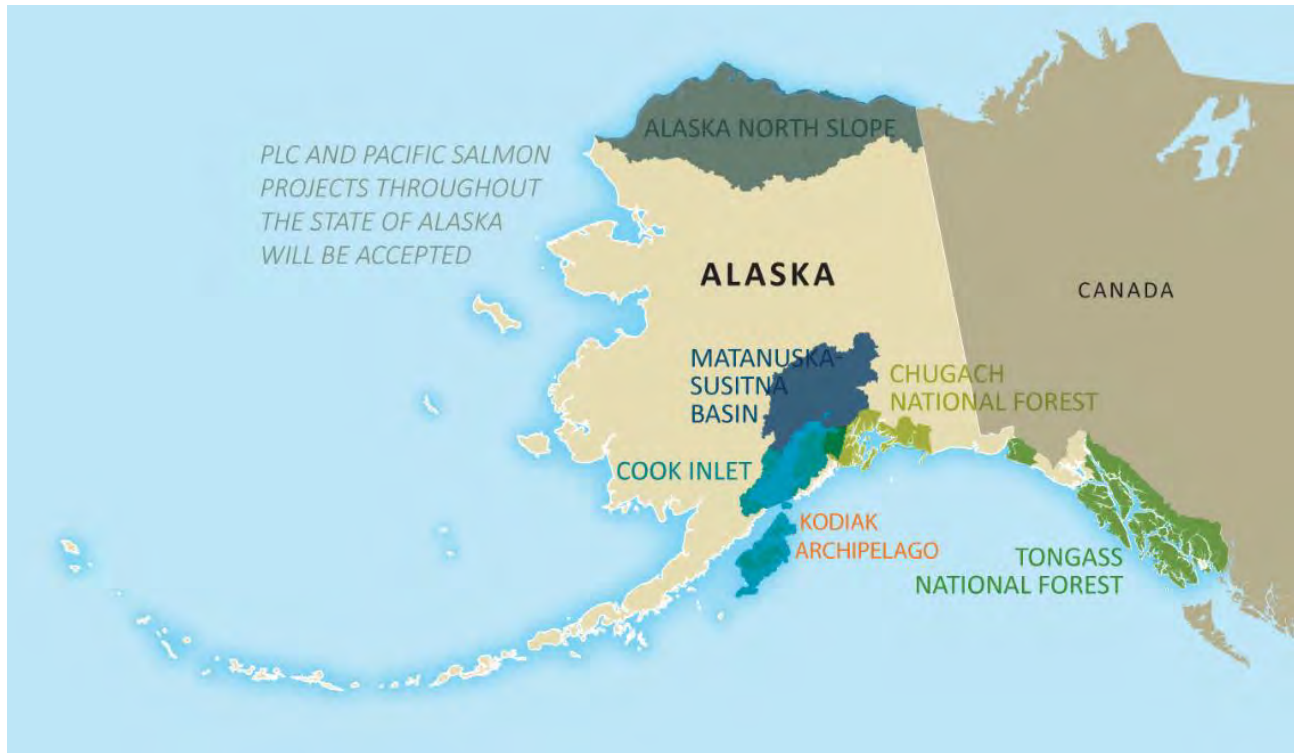 ALASKA NORTH SLOPE
PLC AND PACIFIC SALMON
PROJECTS THROUGHOUT
THE STATE OF ALASKA
WILL BE ACCEPTED
ALASKA
CANADA
MATANUSKA-
SUSITNA
BASIN
CHUGACH
NATIONAL FOREST
COOK INLET
KODIAK
ARCHIPELAGO
TONGASS
NATIONAL FOREST